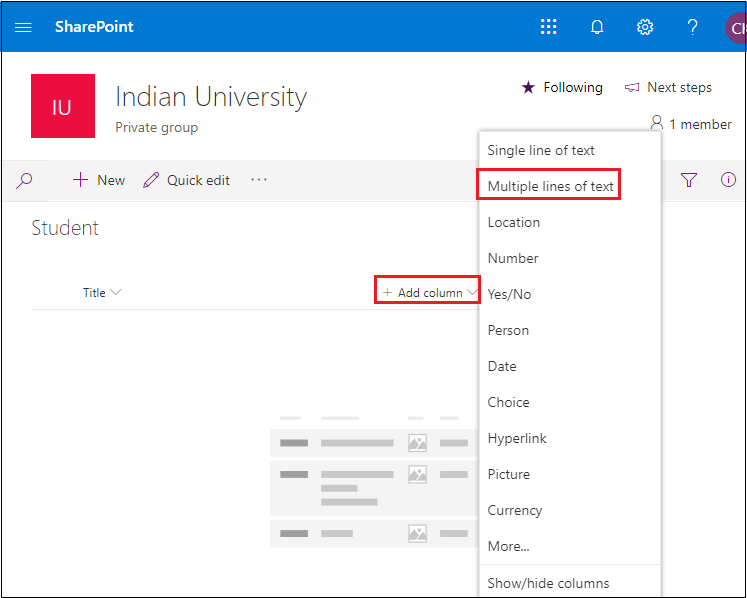 SharePoint
IU
Indian University
Private group
Following
Next steps
1 member
New
Quick edit
Student
Title
+ Add column
Single line of text
Multiple lines of text
Location
Number
Yes/No
Person
Date
Choice
Hyperlink
Picture
Currency
More...
Show/hide columns